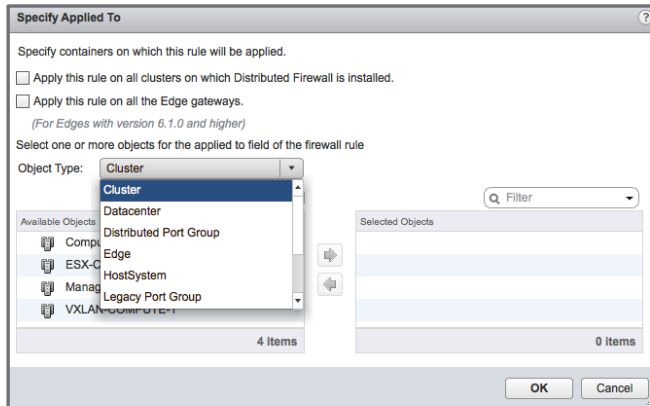 Specify Applied To
?
Specify containers on which this rule will be applied.
Apply this rule on all clusters on which Distributed Firewall is installed.
Apply this rule on all the Edge gateways.
(For Edges with version 6.1.0 and higher)
Select one or more objects for the applied to field of the firewall rule
Object Type: Cluster
Cluster
Filter
Datacenter
Available Objects
Selected Objects
Distributed Port Group
Edge
ESX-C
HostSystem
Manag
Legacy Port Group
VXLAN-COMPUTE-1
4 items
0 items
OK Cancel